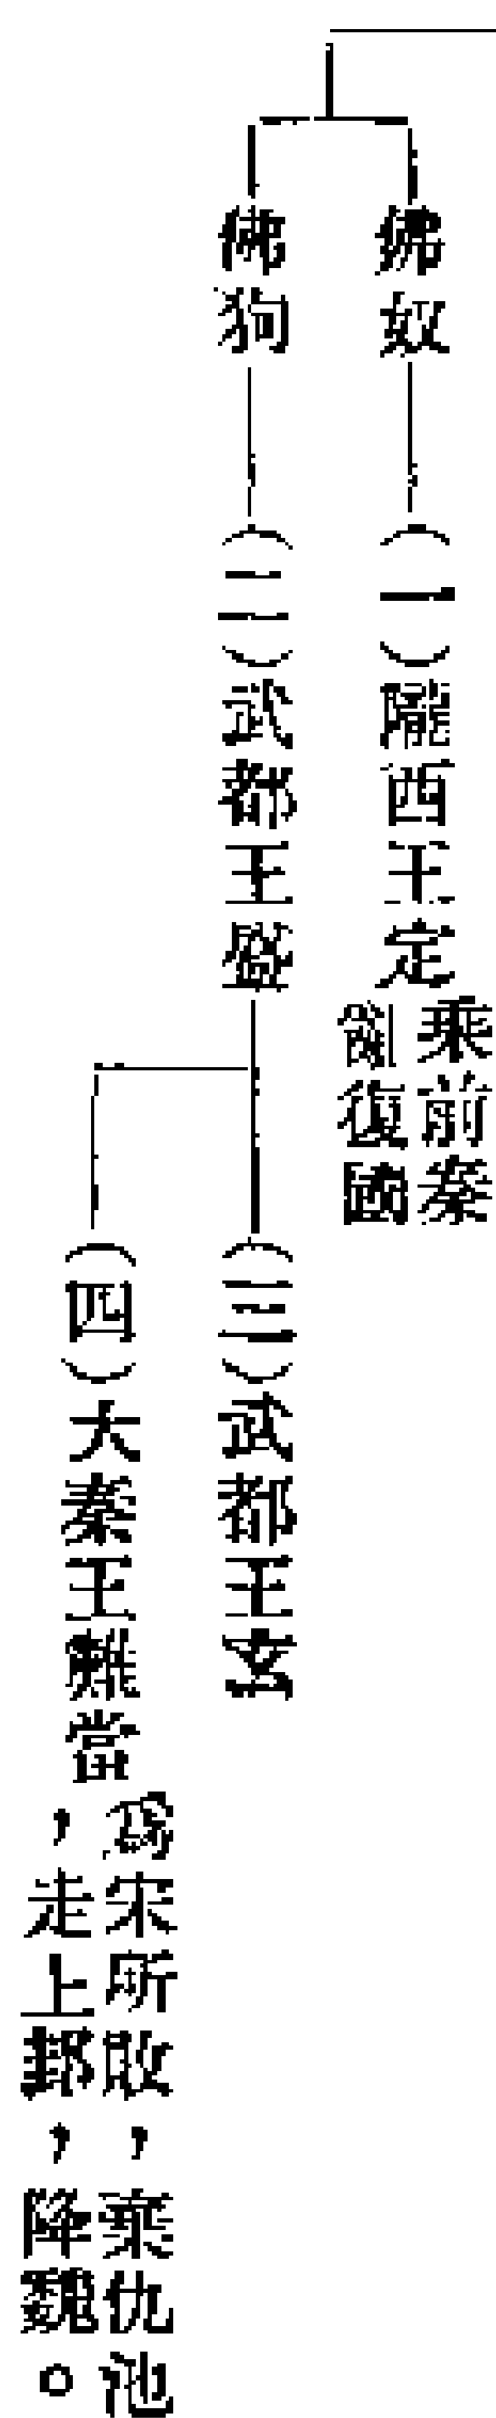 佛奴
(一)隴西王定
乘前秦
亂復國
佛狗
(二)武都王盛
(三)武都王玄
(四)大秦王難當
爲宋所敗,棄仇池
,走上邽,降魏。